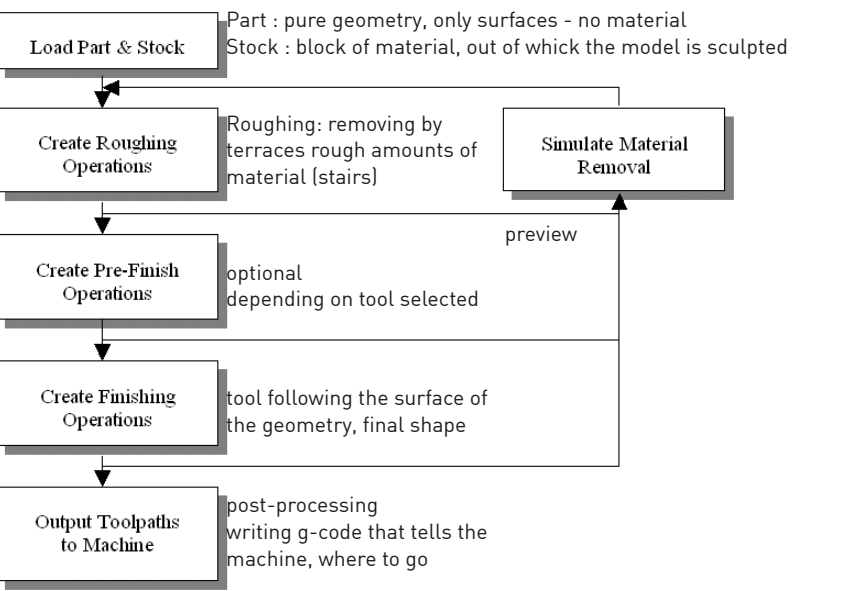 Part : pure geometry, only surfaces - no material
Load Part & Stock
Stock : block of material, out of which the model is sculpted
Create Roughing
Operations
Roughing: removing by
terraces rough amounts of
material (stairs)
Simulate Material
Removal
preview
Create Pre-Finish
Operations
optional
depending on tool selected
Create Finishing
Operations
tool following the surface of
the geometry, final shape
Output Toolpaths
to Machine
post-processing
writing g-code that tells the
machine, where to go